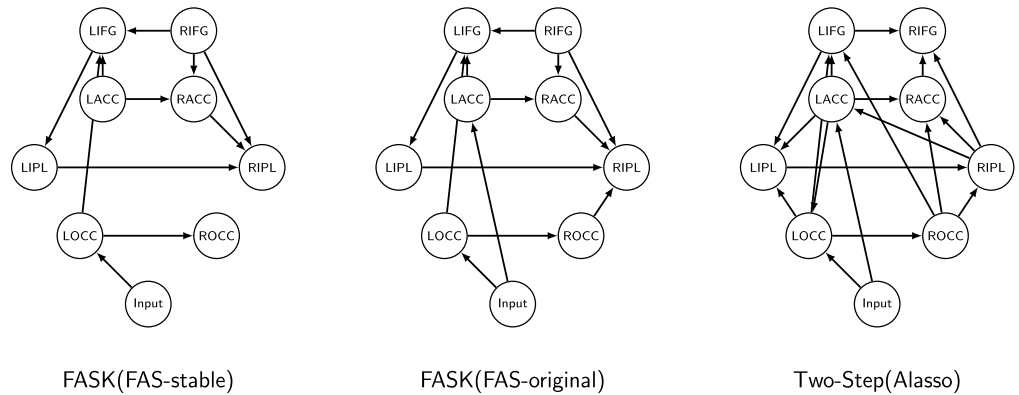 LIFG RIFG LIFG RIFG LIFG RIFG
LACC RACC LACC RACC LACC RACC
LIPL RIPL LIPL RIPL LIPL RIPL
LOCC ROCC LOCC ROCC LOCC ROCC
Input Input Input
FASK(FAS-stable) FASK(FAS-original) Two-Step(Alasso)